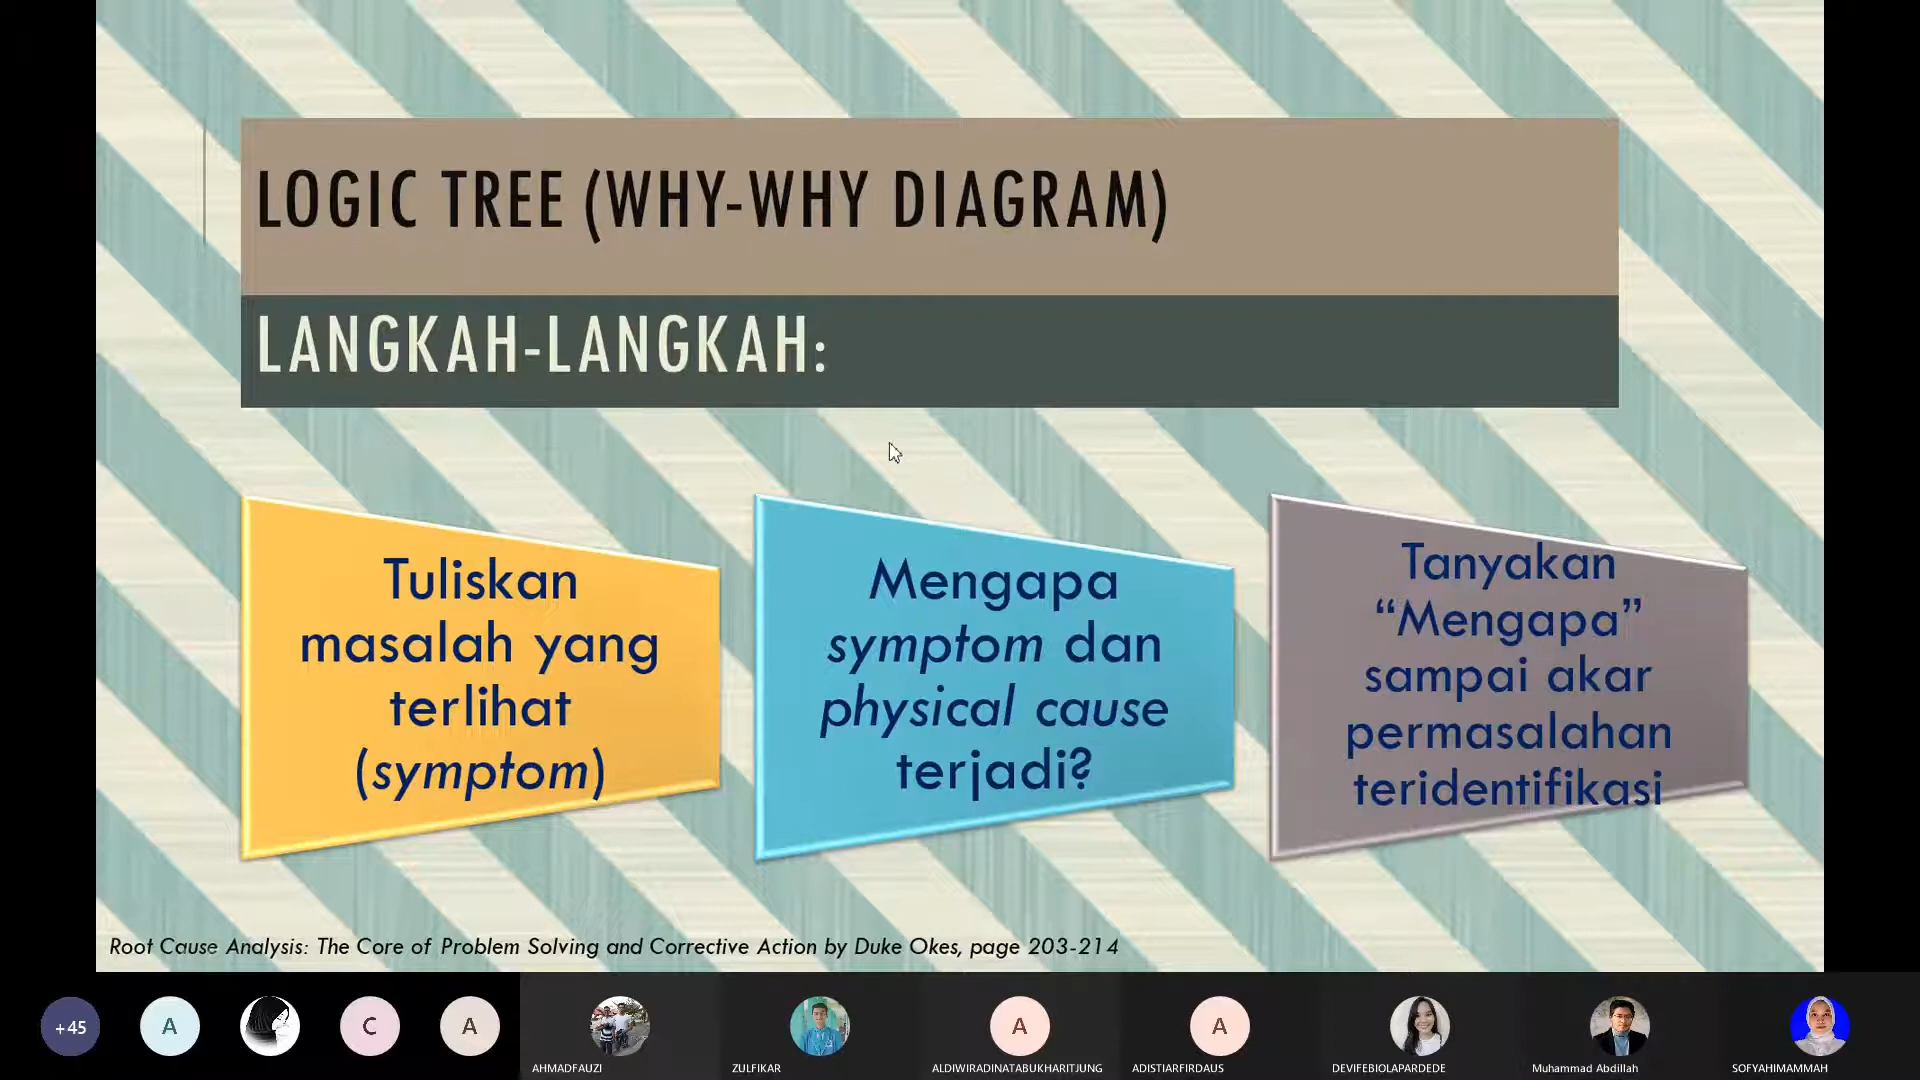 LOGIC TREE (WHY-WHY DIAGRAM)
LANGKAH-LANGKAH:
Tuliskan
masalah yang
terlihat
(symptom)
Mengapa
symptom dan
physical cause
terjadi?
Tanyakan
“Mengapa”
sampai akar
permasalahan
teridentifikasi
Root Cause Analysis: The Core of Problem Solving and Corrective Action by Duke Okes, page 203-214
+45
A
C
A
A
A
AHMADFAUZI
ZULFIKAR
ALDIWIRADINATABUKHARITJUNG
ADISTIARFIRDAUS
DEVIFEBIOLAPARDEDE
Muhammad Abdillah
SOFYAHIMAMMAH